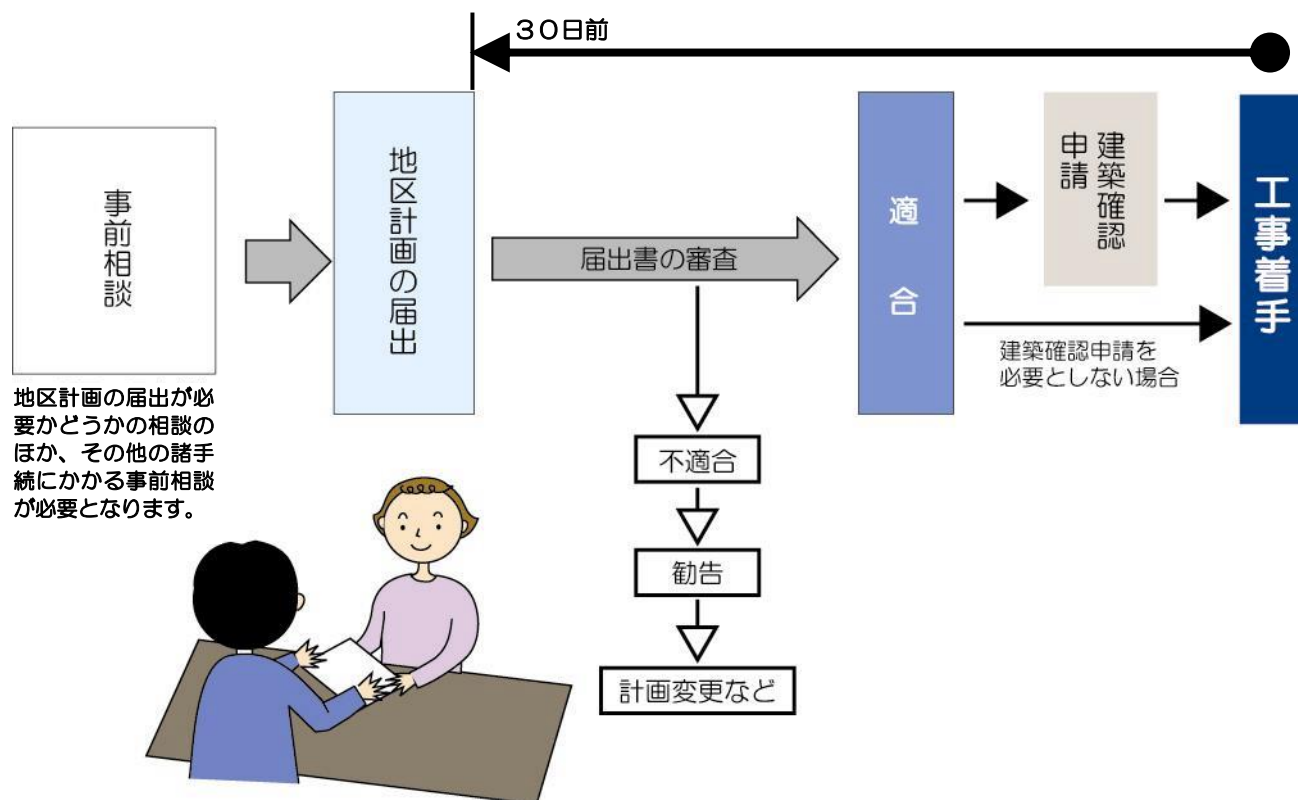 30日前
事前相談
地区計画の届出が必
要かどうかの相談の
ほか、その他の諸手
続にかかる事前相談
が必要となります。
地区計画の届出
届出書の審査
不適合
勧告
計画変更など
適合
建築確認
申請
建築確認申請を
必要としない場合
工事着手